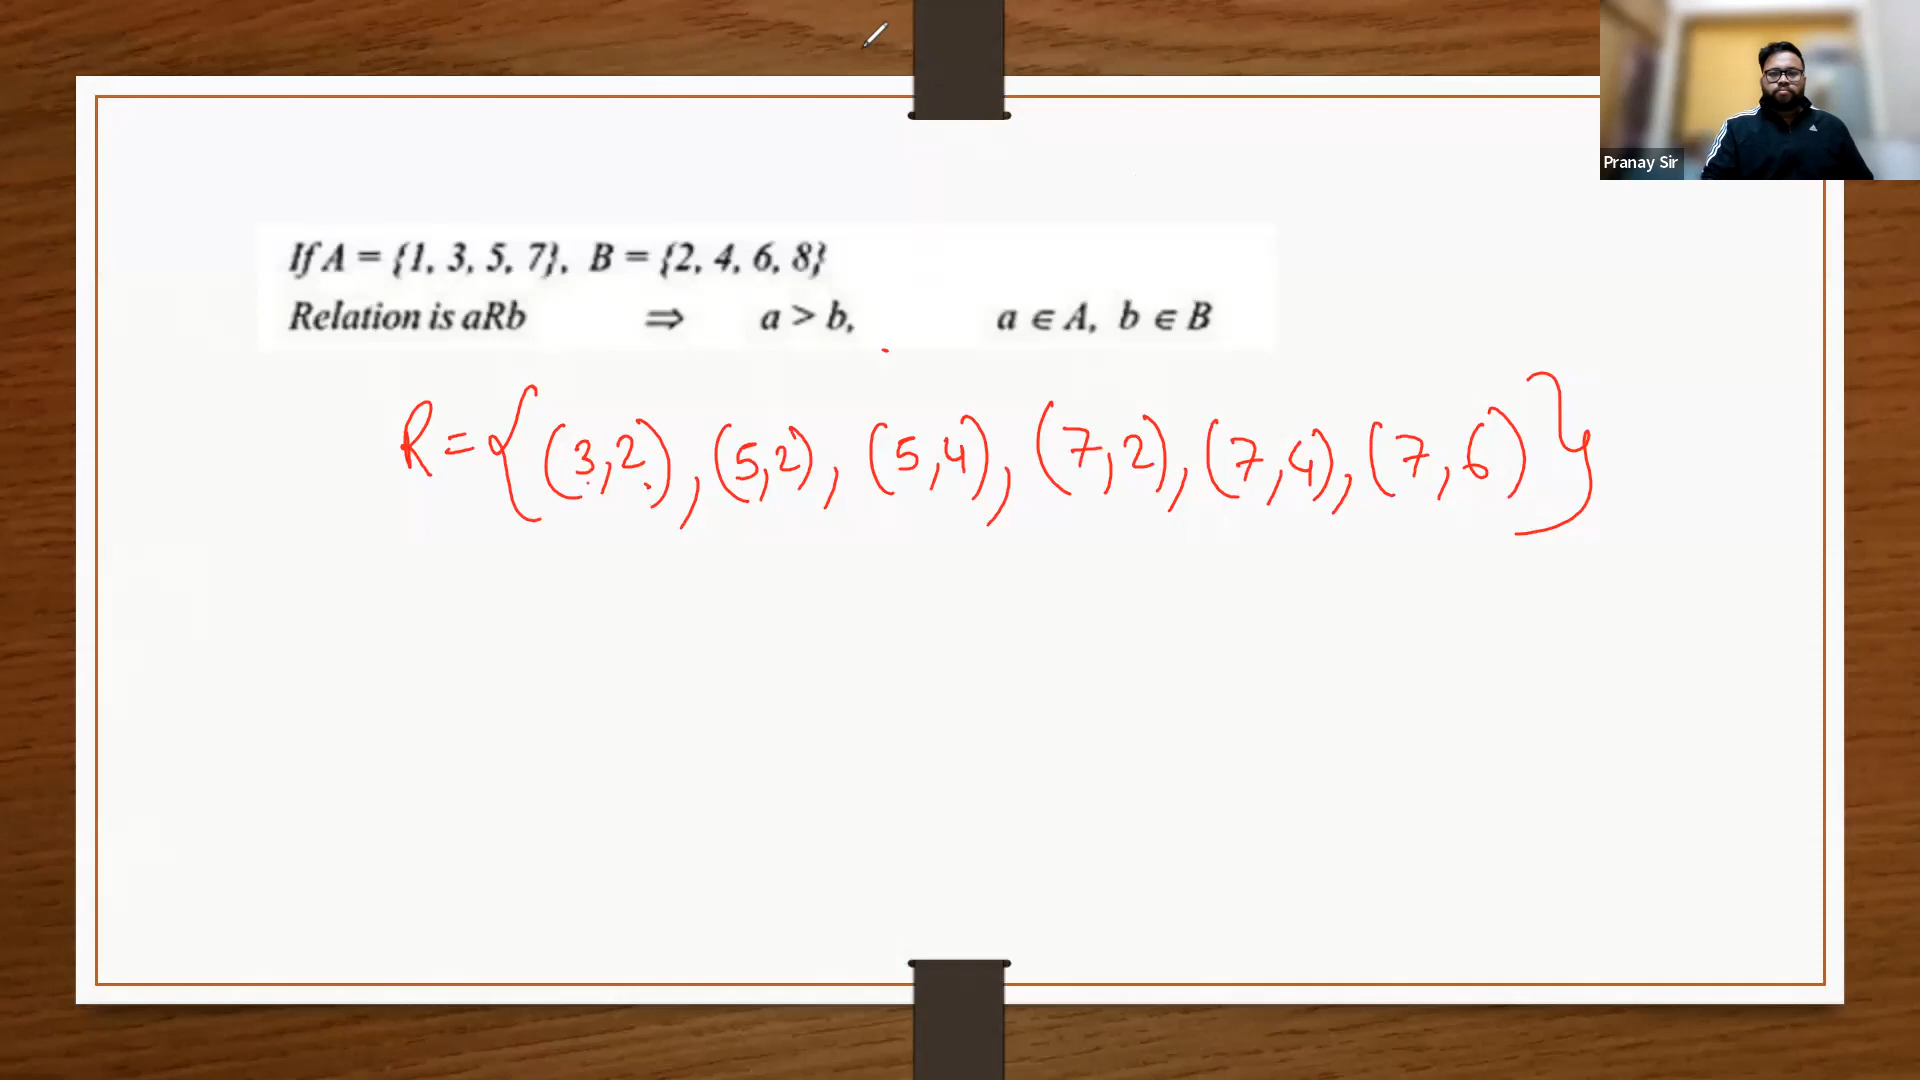 Pranay Sir
If A = {1, 3, 5, 7}, B = {2, 4, 6, 8}
Relation is aRb ⇒ a > b, a ∈ A, b ∈ B
R = {(3,2), (5,2), (5,4), (7,2), (7,4), (7,6)}